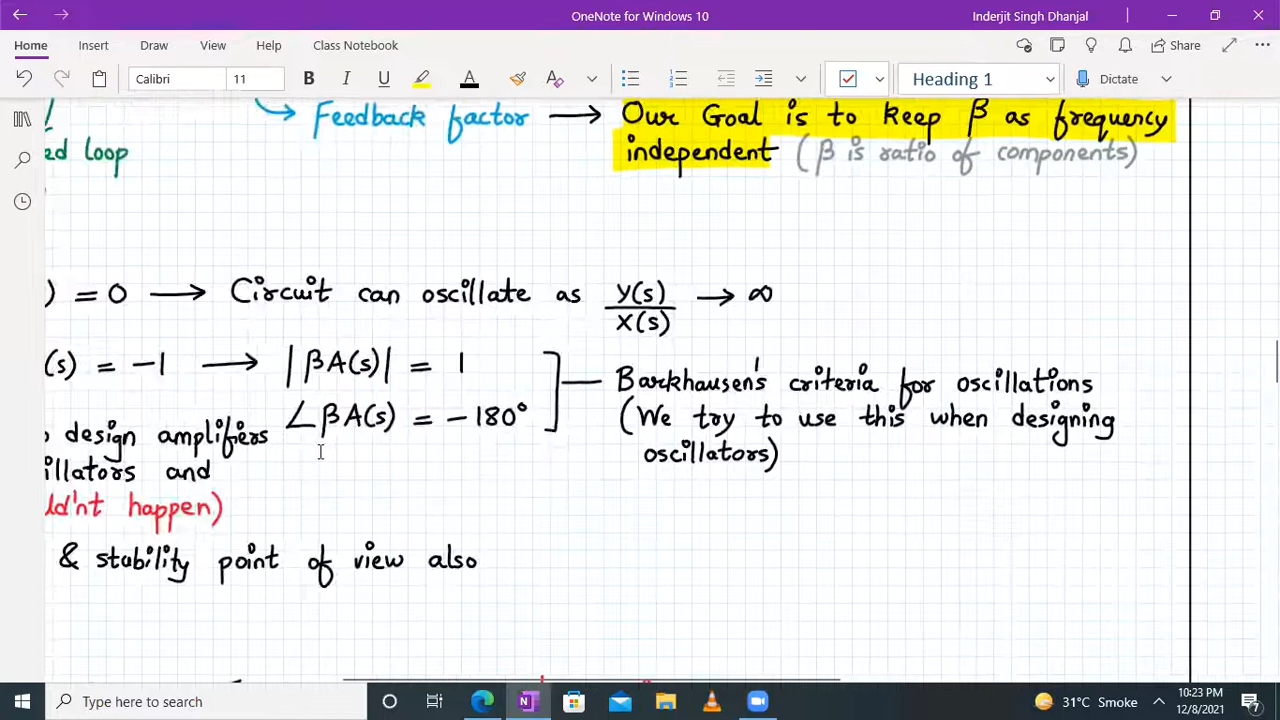 OneNote for Windows 10
Inderjit Singh Dhanjal
Home Insert Draw View Help Class Notebook
Share
Calibri 11 B I U A Heading 1 Dictate
Feedback factor → Our Goal is to keep β as frequency
independent (β is ratio of components)
ed loop
) = 0 → Circuit can oscillate as Y(s)/X(s) → ∞
(s) = -1 → |βA(s)| = 1
∠βA(s) = -180°
Barkhausen's criteria for oscillations
(We try to use this when designing
oscillators)
design amplifiers
illators and
ld'nt happen)
& stability point of view also
Type here to search
31°C Smoke
10:23 PM
12/8/2021
7